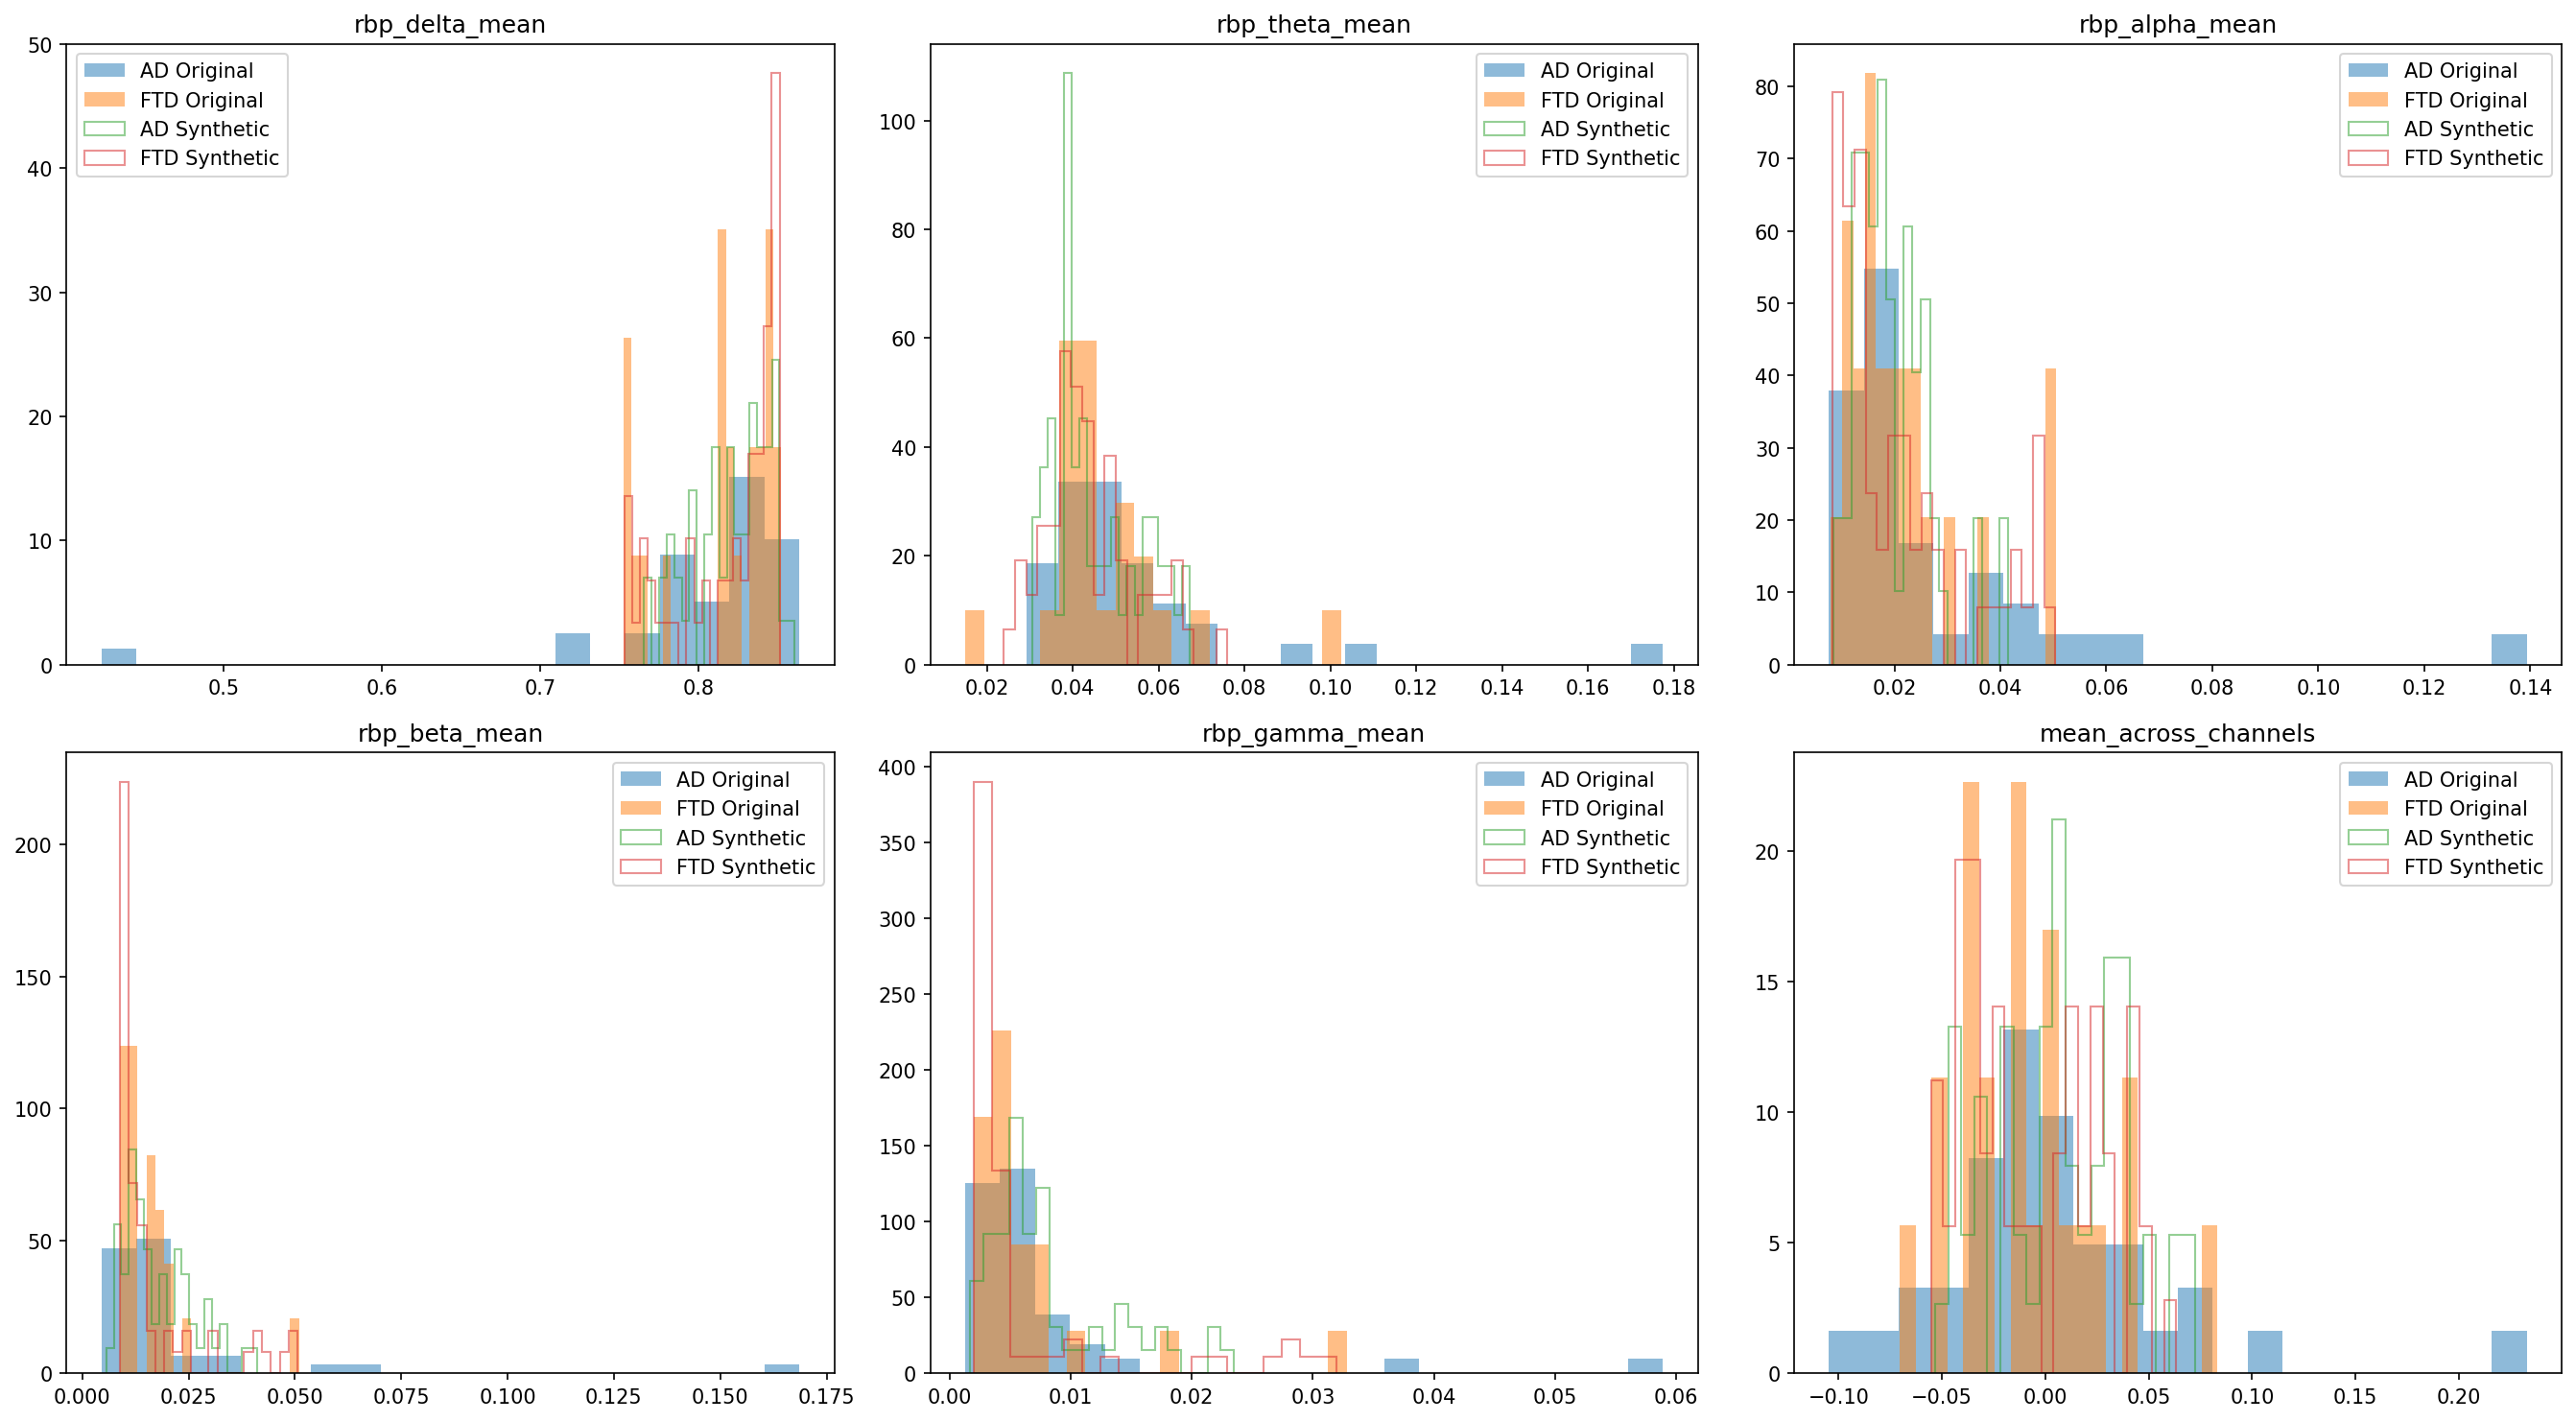 rbp_delta_mean
50
40
30
20
10
0
0.5 0.6 0.7 0.8
AD Original
FTD Original
AD Synthetic
FTD Synthetic
rbp_theta_mean
100
80
60
40
20
0
0.02 0.04 0.06 0.08 0.10 0.12 0.14 0.16 0.18
AD Original
FTD Original
AD Synthetic
FTD Synthetic
rbp_alpha_mean
80
70
60
50
40
30
20
10
0
0.02 0.04 0.06 0.08 0.10 0.12 0.14
AD Original
FTD Original
AD Synthetic
FTD Synthetic
rbp_beta_mean
200
150
100
50
0
0.000 0.025 0.050 0.075 0.100 0.125 0.150 0.175
AD Original
FTD Original
AD Synthetic
FTD Synthetic
rbp_gamma_mean
400
350
300
250
200
150
100
50
0
0.00 0.01 0.02 0.03 0.04 0.05 0.06
AD Original
FTD Original
AD Synthetic
FTD Synthetic
mean_across_channels
20
15
10
5
0
−0.10 −0.05 0.00 0.05 0.10 0.15 0.20
AD Original
FTD Original
AD Synthetic
FTD Synthetic